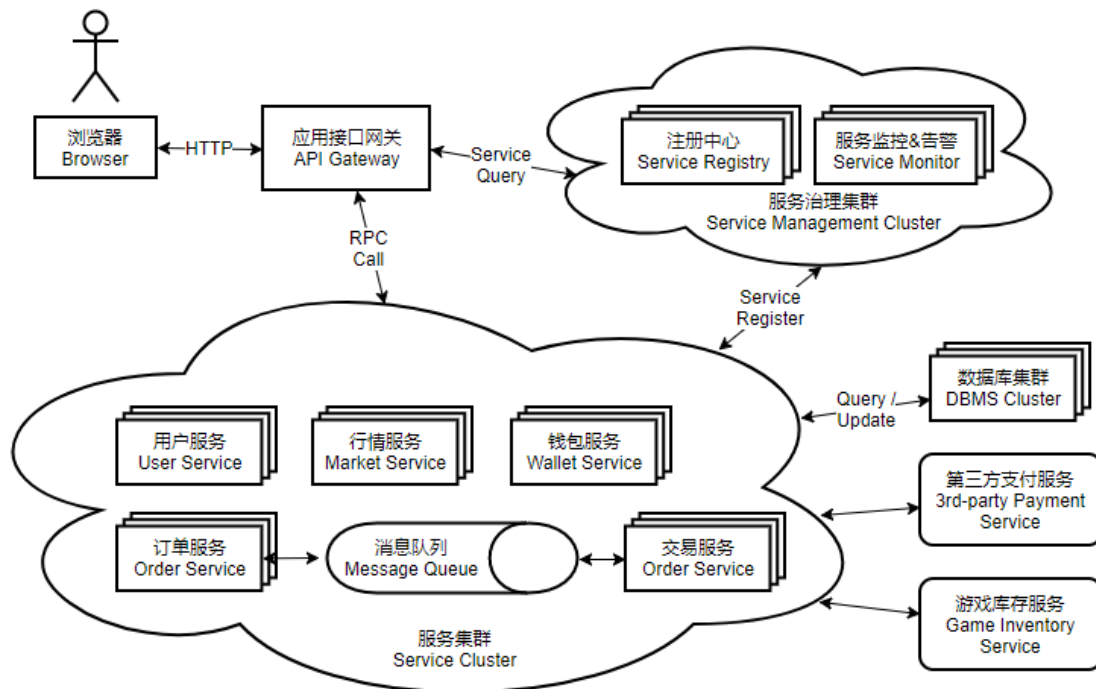 浏览器
Browser
HTTP
应用接口网关
API Gateway
Service
Query
注册中心
Service Registry
服务监控&告警
Service Monitor
服务治理集群
Service Management Cluster
RPC
Call
Service
Register
数据库集群
DBMS Cluster
Query /
Update
用户服务
User Service
行情服务
Market Service
钱包服务
Wallet Service
第三方支付服务
3rd-party Payment
Service
订单服务
Order Service
消息队列
Message Queue
交易服务
Order Service
游戏库存服务
Game Inventory
Service
服务集群
Service Cluster